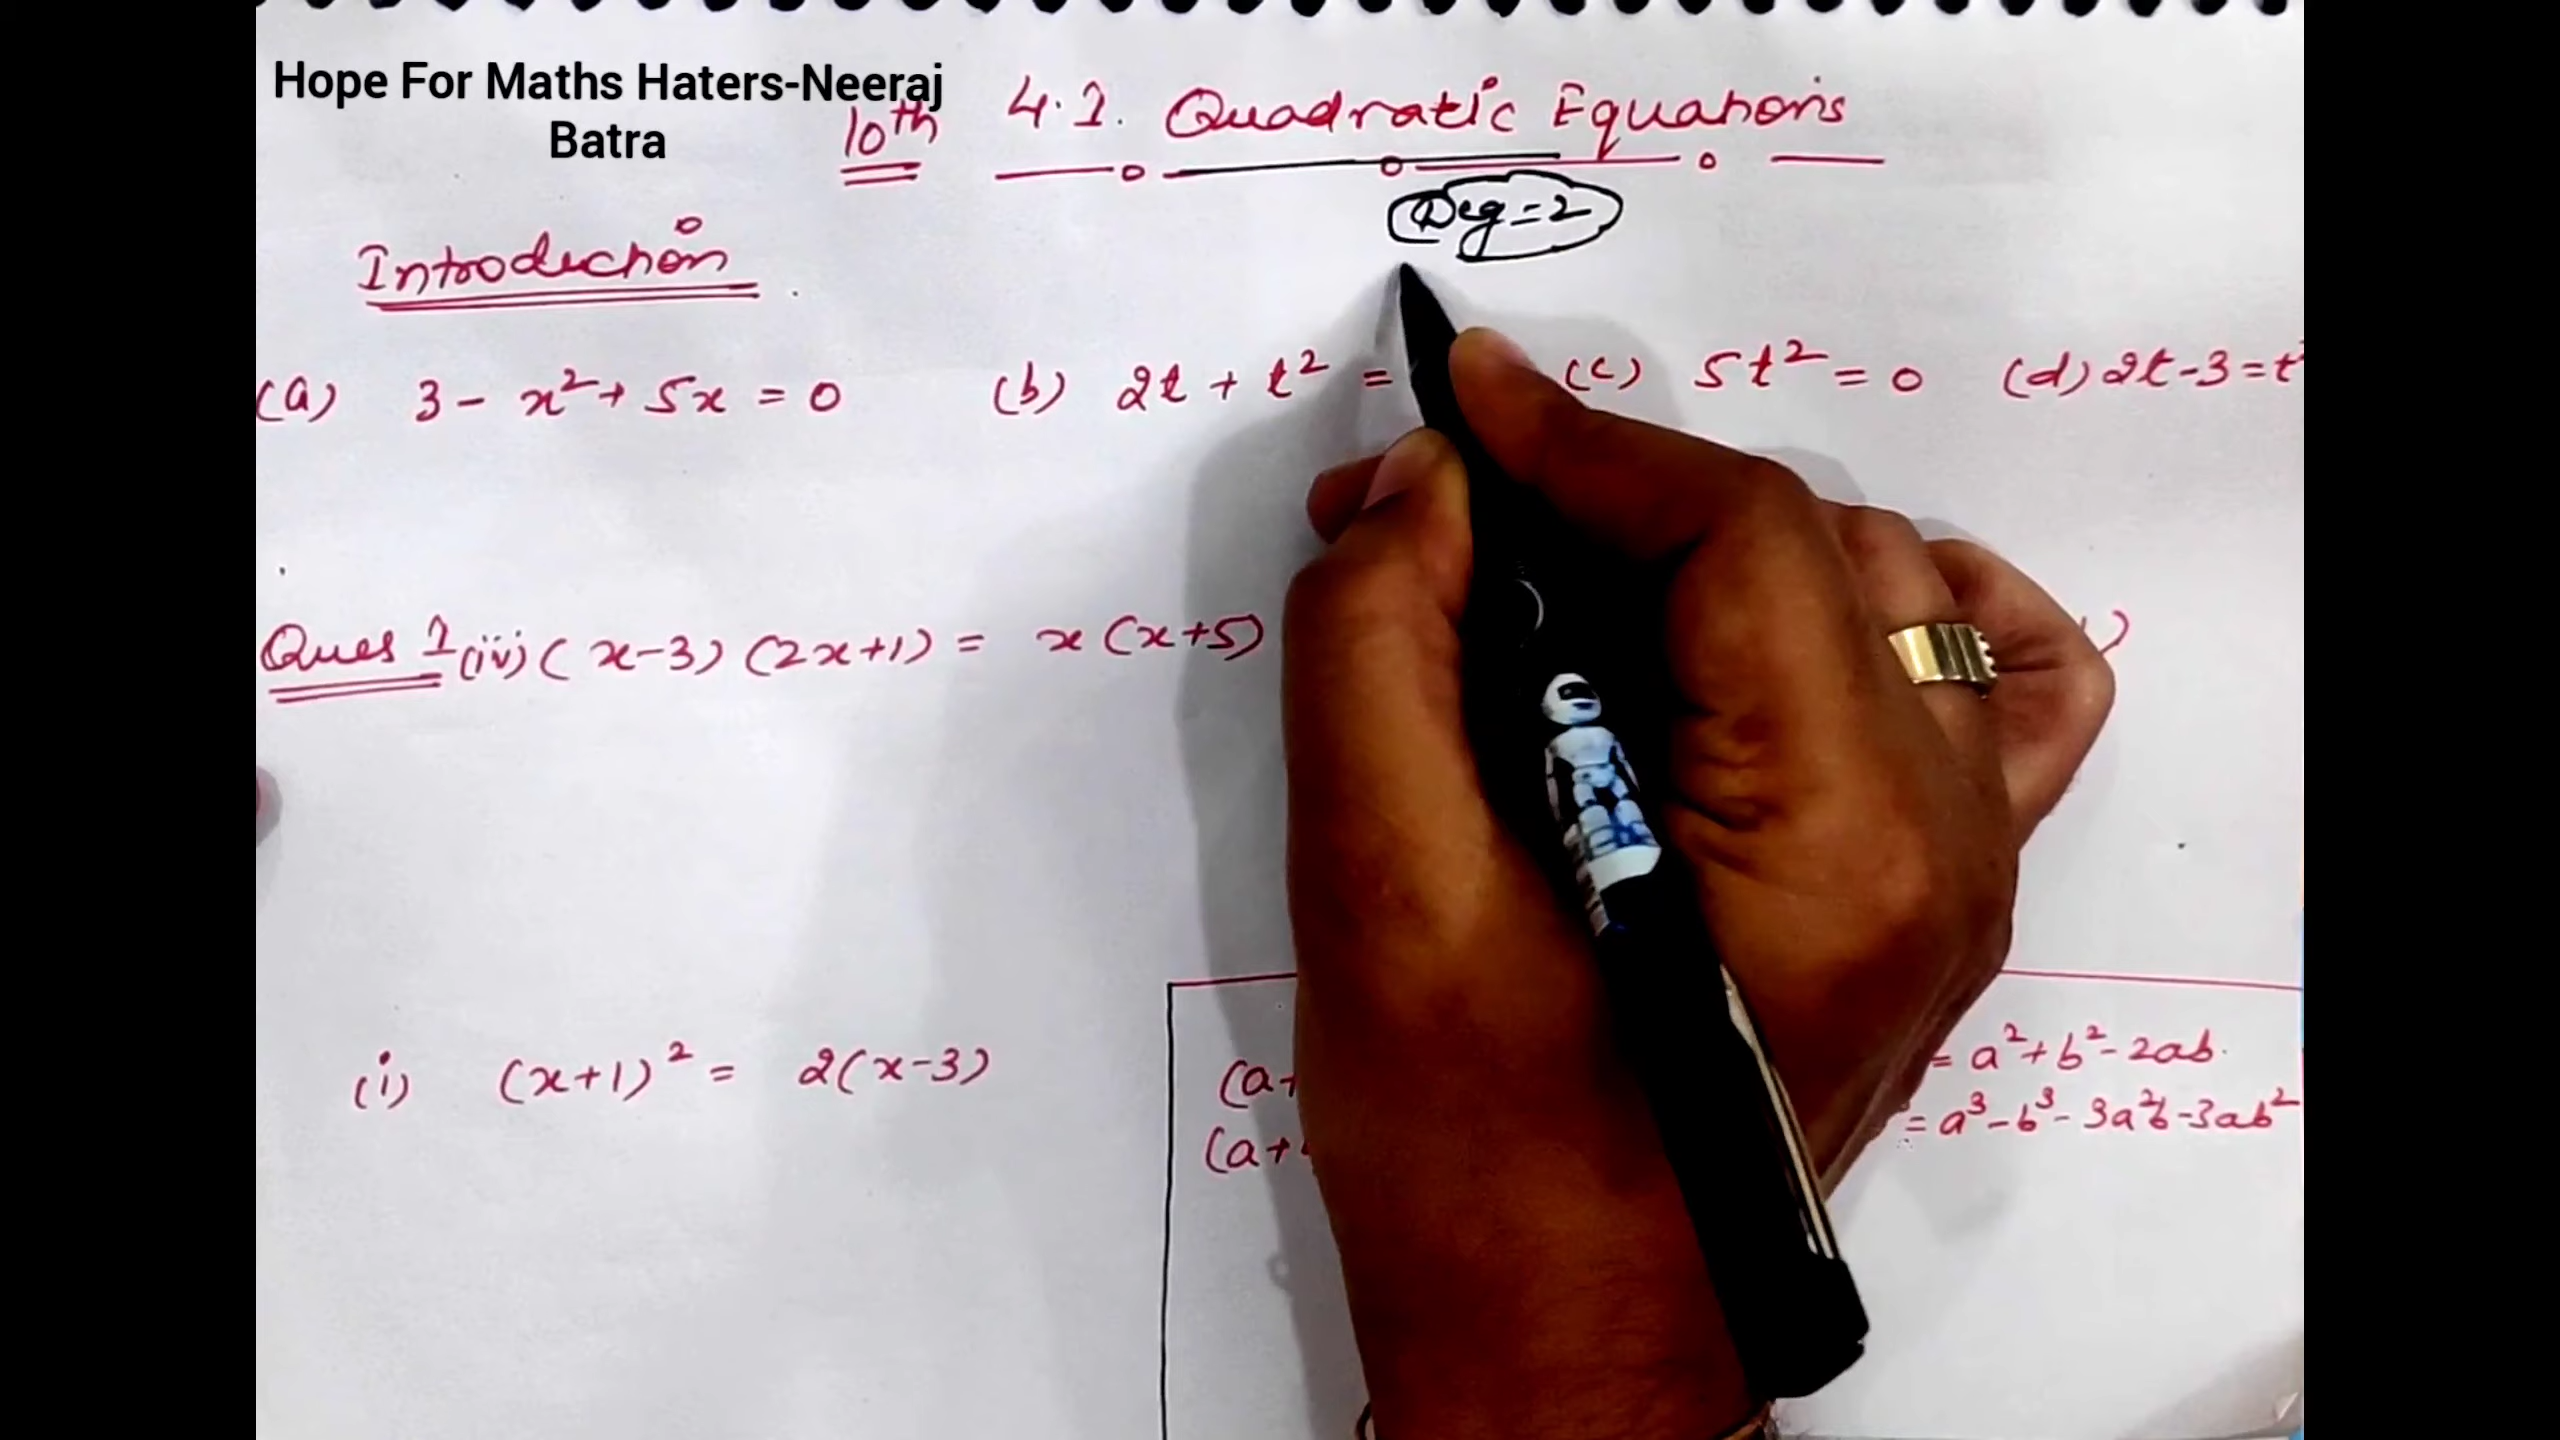 Hope For Maths Haters-Neeraj
Batra
10th 4.1. Quadratic Equations
Deg=2
Introduction
(a) 3 - x² + 5x = 0 (b) 2t + t² = (c) 5t² = 0 (d) 2t-3=t²
Ques 1 (iv) (x-3) (2x+1) = x (x+5)
(i) (x+1)² = 2(x-3)
(a+ = a²+b²-2ab.
(a+ = a³-b³-3a²b-3ab²